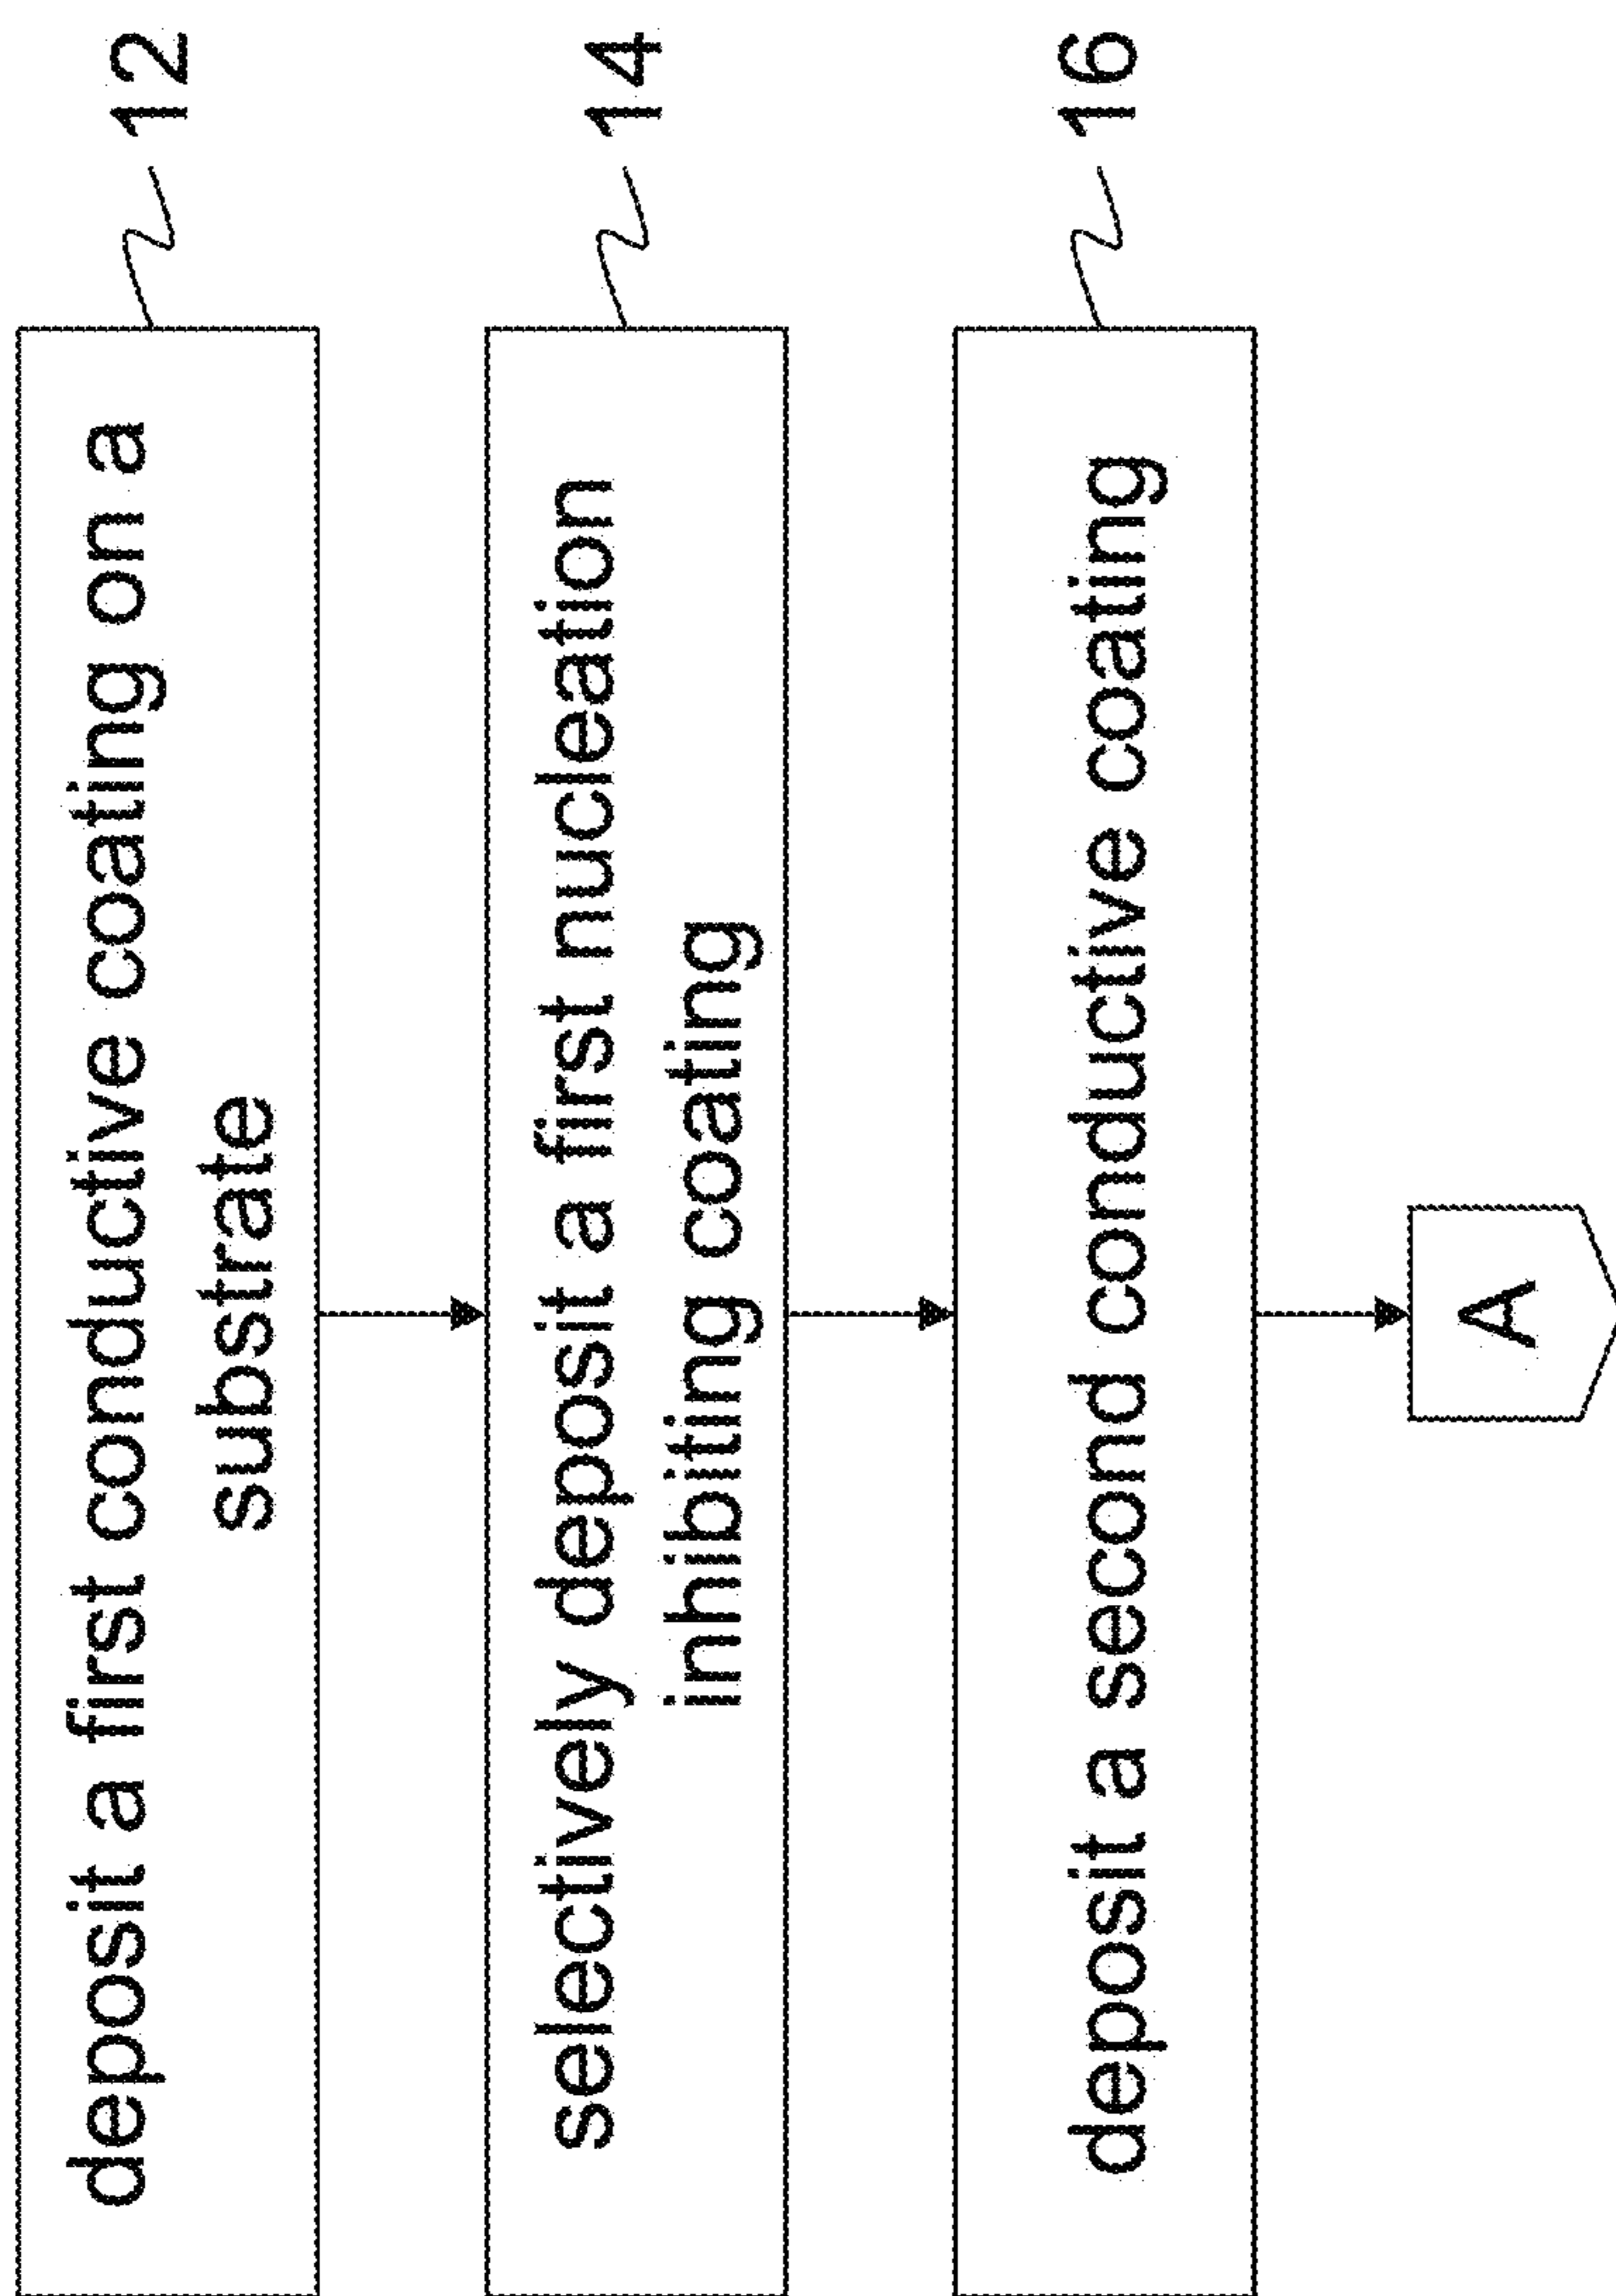 deposit a first conductive coating on a
substrate
12
selectively deposit a first nucleation
inhibiting coating
14
deposit a second conductive coating
16
A